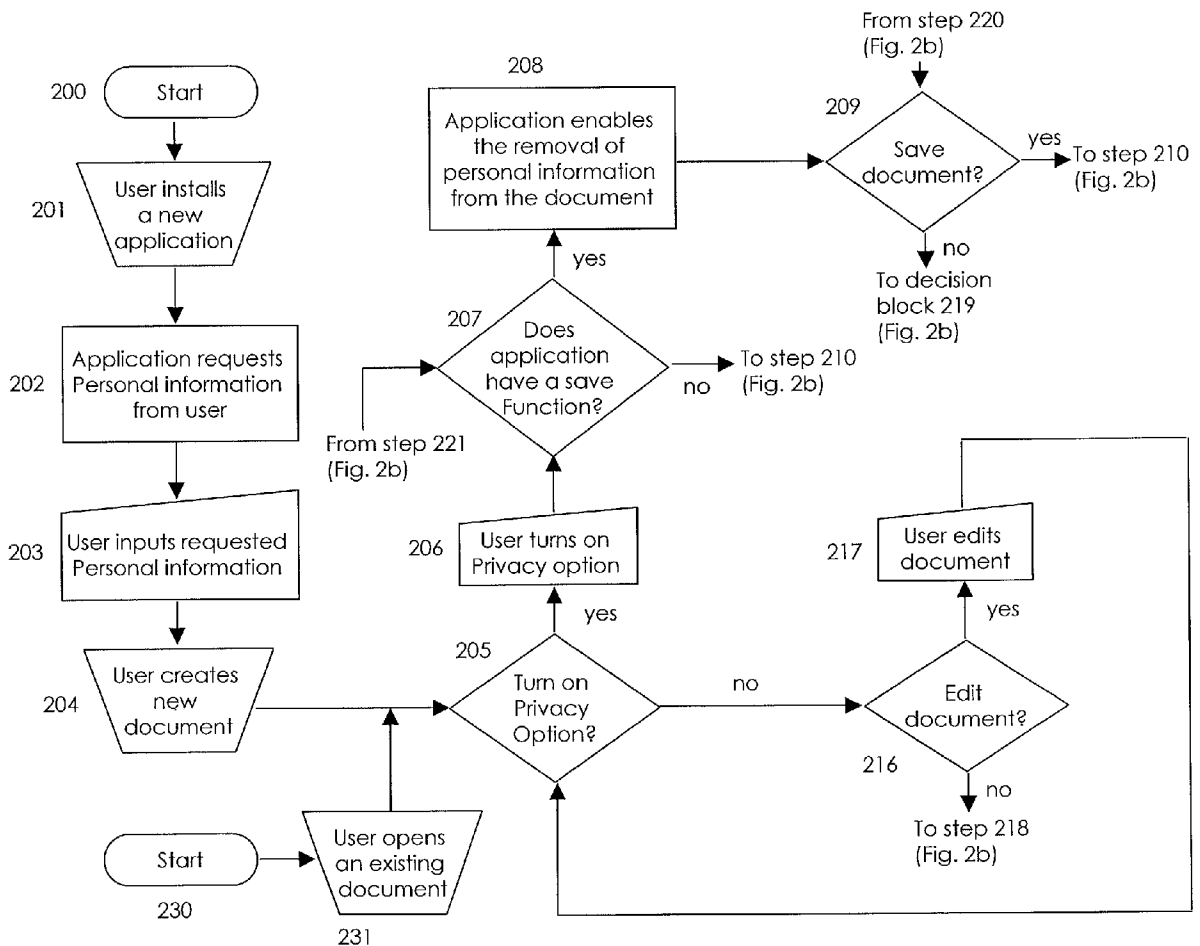 200
Start
201
User installs
a new
application
202
Application requests
Personal information
from user
203
User inputs requested
Personal information
204
User creates
new
document
Start
230
User opens
an existing
document
231
205
Turn on
Privacy
Option?
yes
no
206
User turns on
Privacy option
207
Does
application
have a save
Function?
From step 221
(Fig. 2b)
no
To step 210
(Fig. 2b)
yes
208
Application enables
the removal of
personal information
from the document
From step 220
(Fig. 2b)
209
Save
document?
yes
To step 210
(Fig. 2b)
no
To decision
block 219
(Fig. 2b)
217
User edits
document
yes
Edit
document?
216
no
To step 218
(Fig. 2b)